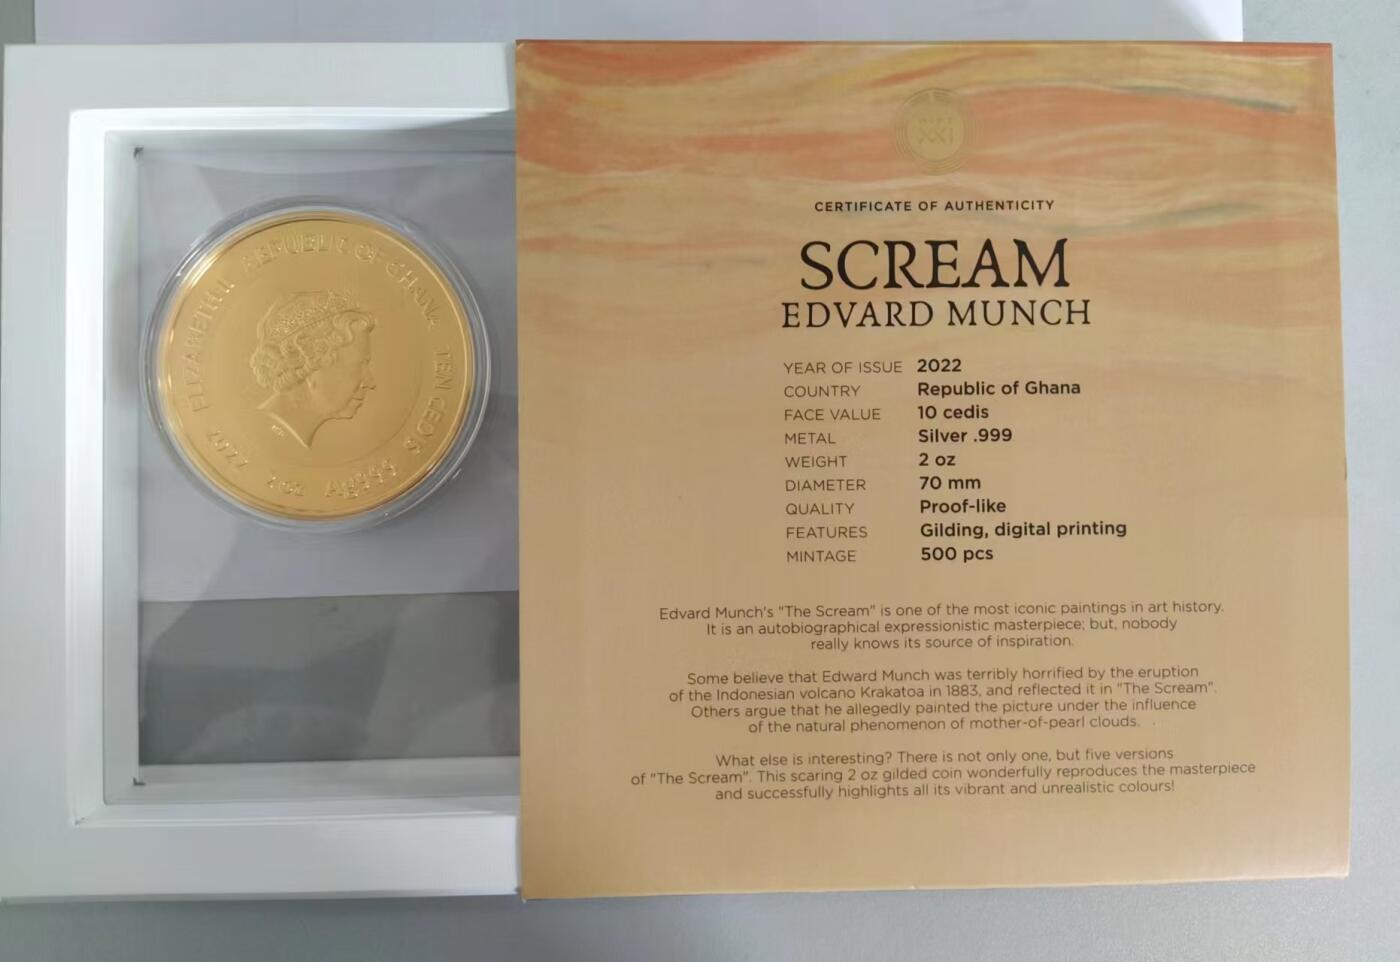 ELIZABETH II REPUBLIC OF GHANA TEN CEDIS
2022 2 oz Ag999
MINT
XXI
CERTIFICATE OF AUTHENTICITY
SCREAM
EDVARD MUNCH
YEAR OF ISSUE 2022
COUNTRY Republic of Ghana
FACE VALUE 10 cedis
METAL Silver .999
WEIGHT 2 oz
DIAMETER 70 mm
QUALITY Proof-like
FEATURES Gilding, digital printing
MINTAGE 500 pcs
Edvard Munch's "The Scream" is one of the most iconic paintings in art history.
It is an autobiographical expressionistic masterpiece; but, nobody
really knows its source of inspiration.
Some believe that Edward Munch was terribly horrified by the eruption
of the Indonesian volcano Krakatoa in 1883, and reflected it in "The Scream".
Others argue that he allegedly painted the picture under the influence
of the natural phenomenon of mother-of-pearl clouds.
What else is interesting? There is not only one, but five versions
of "The Scream". This scaring 2 oz gilded coin wonderfully reproduces the masterpiece
and successfully highlights all its vibrant and unrealistic colours!